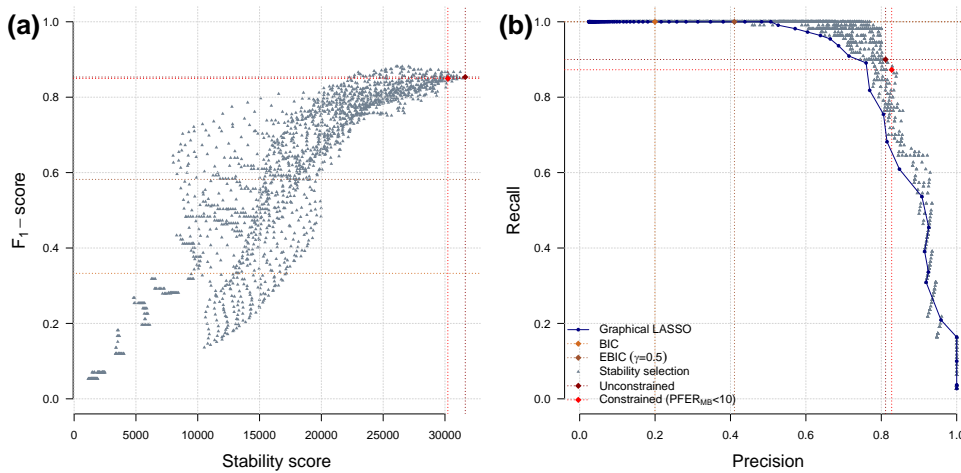 (a)
1.0
0.8
0.6
0.4
0.2
0.0
F1 − score
0 5000 10000 15000 20000 25000 30000
Stability score
(b)
1.0
0.8
0.6
0.4
0.2
0.0
Recall
Graphical LASSO
BIC
EBIC (γ=0.5)
Stability selection
Unconstrained
Constrained (PFERMB<10)
0.0 0.2 0.4 0.6 0.8 1.0
Precision